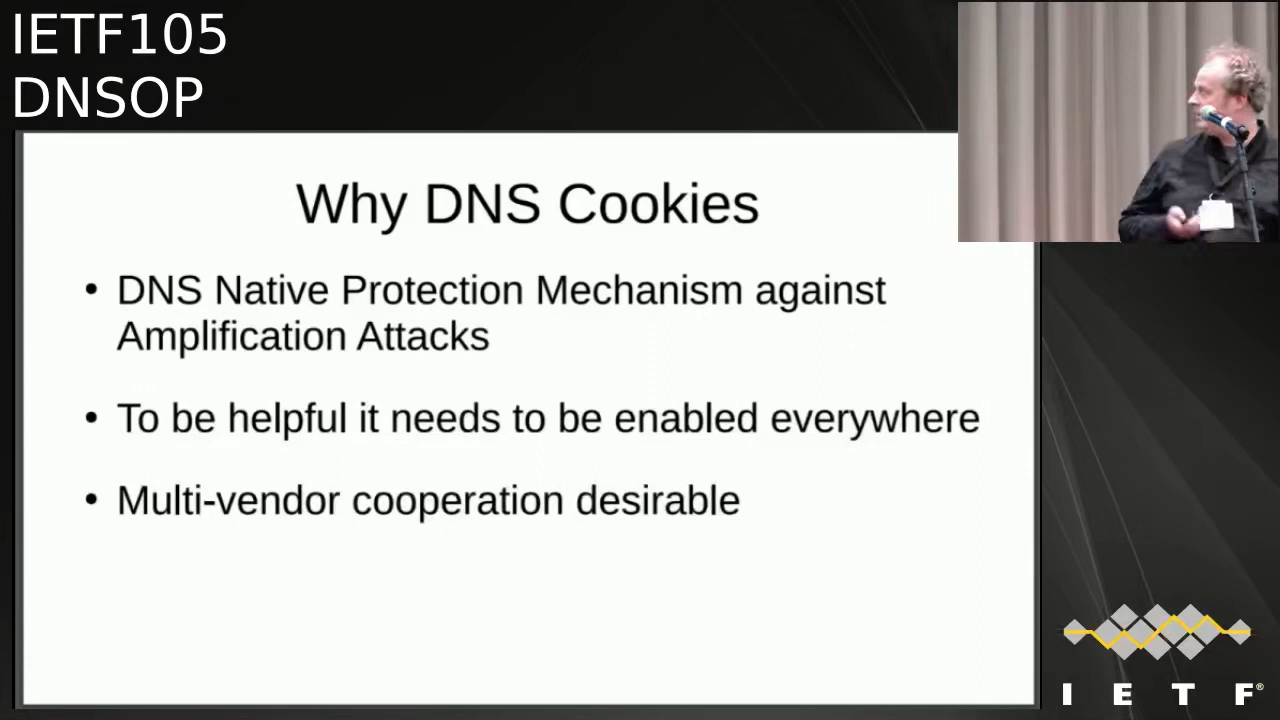 IETF105
DNSOP
Why DNS Cookies
• DNS Native Protection Mechanism against
Amplification Attacks
• To be helpful it needs to be enabled everywhere
• Multi-vendor cooperation desirable
I E T F®